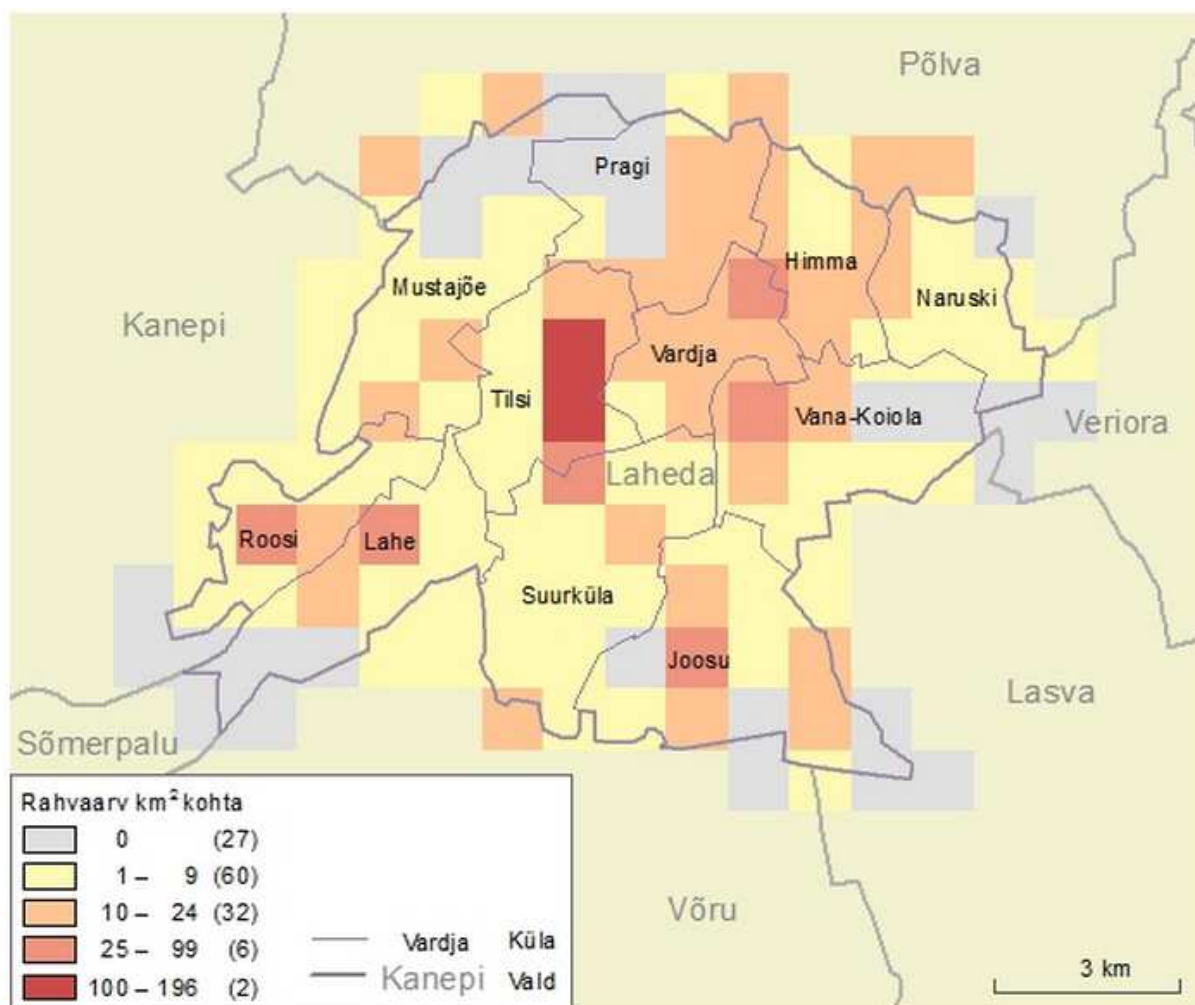 Põlva
Pragi
Himma
Mustajõe
Naruski
Kanepi
Vardja
Tilsi
Vana-Koiola
Veriora
Laheda
Roosi
Lahe
Suurküla
Joosu
Lasva
Sõmerpalu
Võru
Rahvaarv km² kohta
0 (27)
1 – 9 (60)
10 – 24 (32)
25 – 99 (6)
100 – 196 (2)
Vardja Küla
Kanepi Vald
3 km